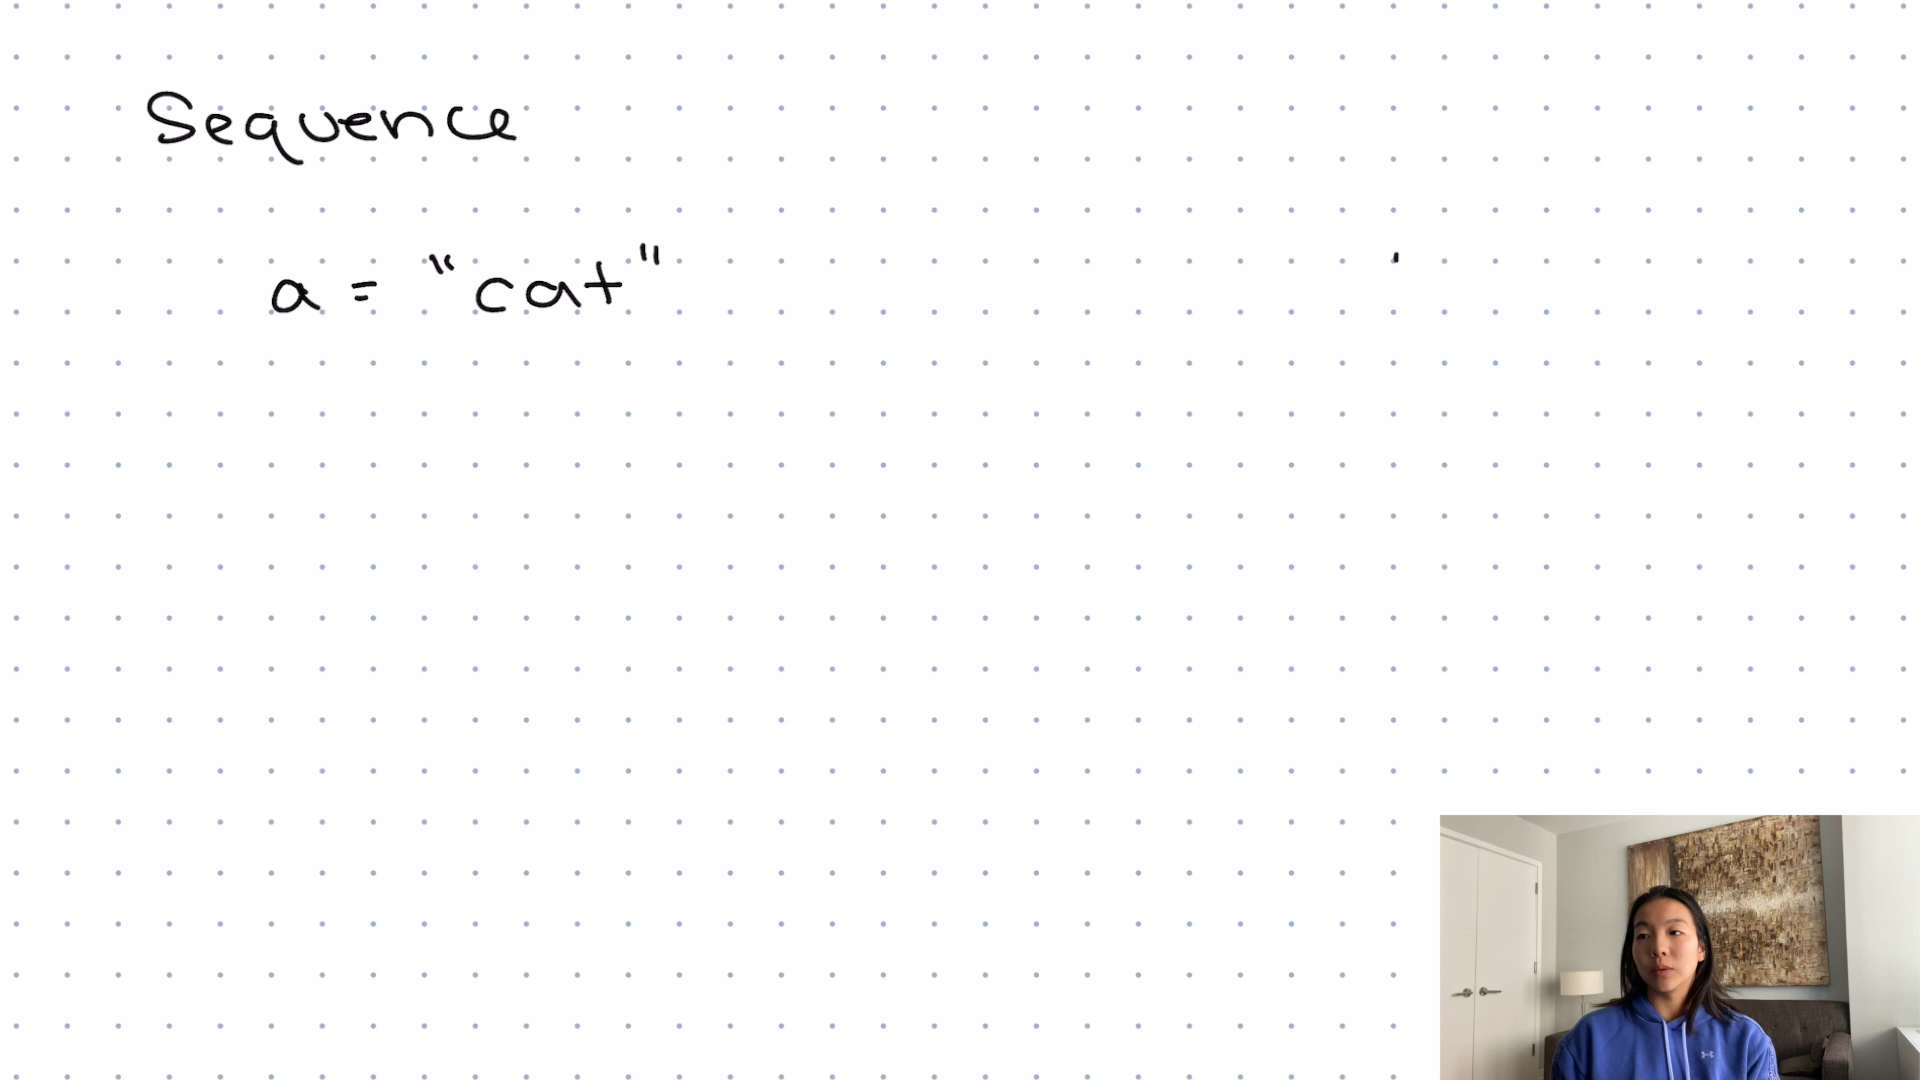 Sequence
a = "cat"